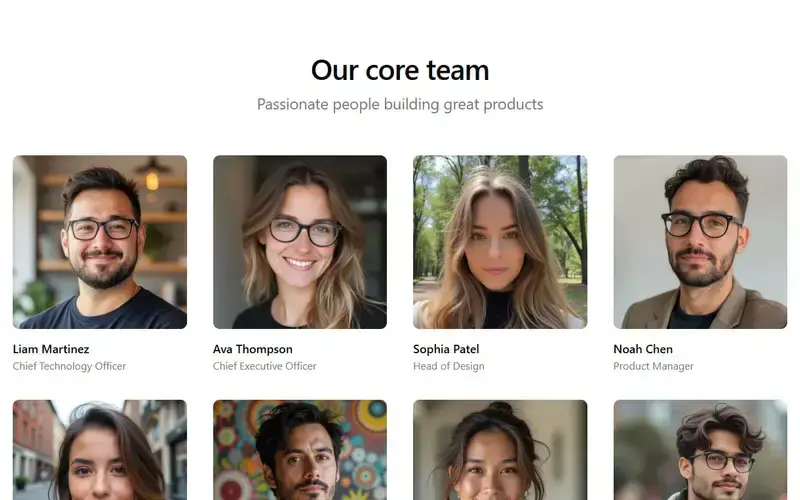 Our core team
Passionate people building great products
Liam Martinez
Chief Technology Officer
Ava Thompson
Chief Executive Officer
Sophia Patel
Head of Design
Noah Chen
Product Manager